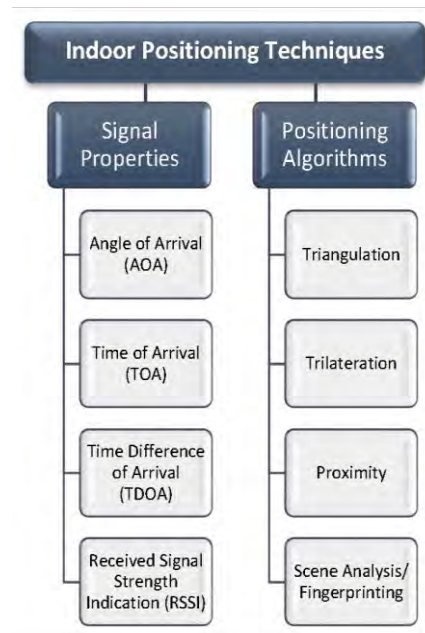 Indoor Positioning Techniques
Signal
Properties
Angle of Arrival
(AOA)
Time of Arrival
(TOA)
Time Difference
of Arrival
(TDOA)
Received Signal
Strength
Indication (RSSI)
Positioning
Algorithms
Triangulation
Trilateration
Proximity
Scene Analysis/
Fingerprinting